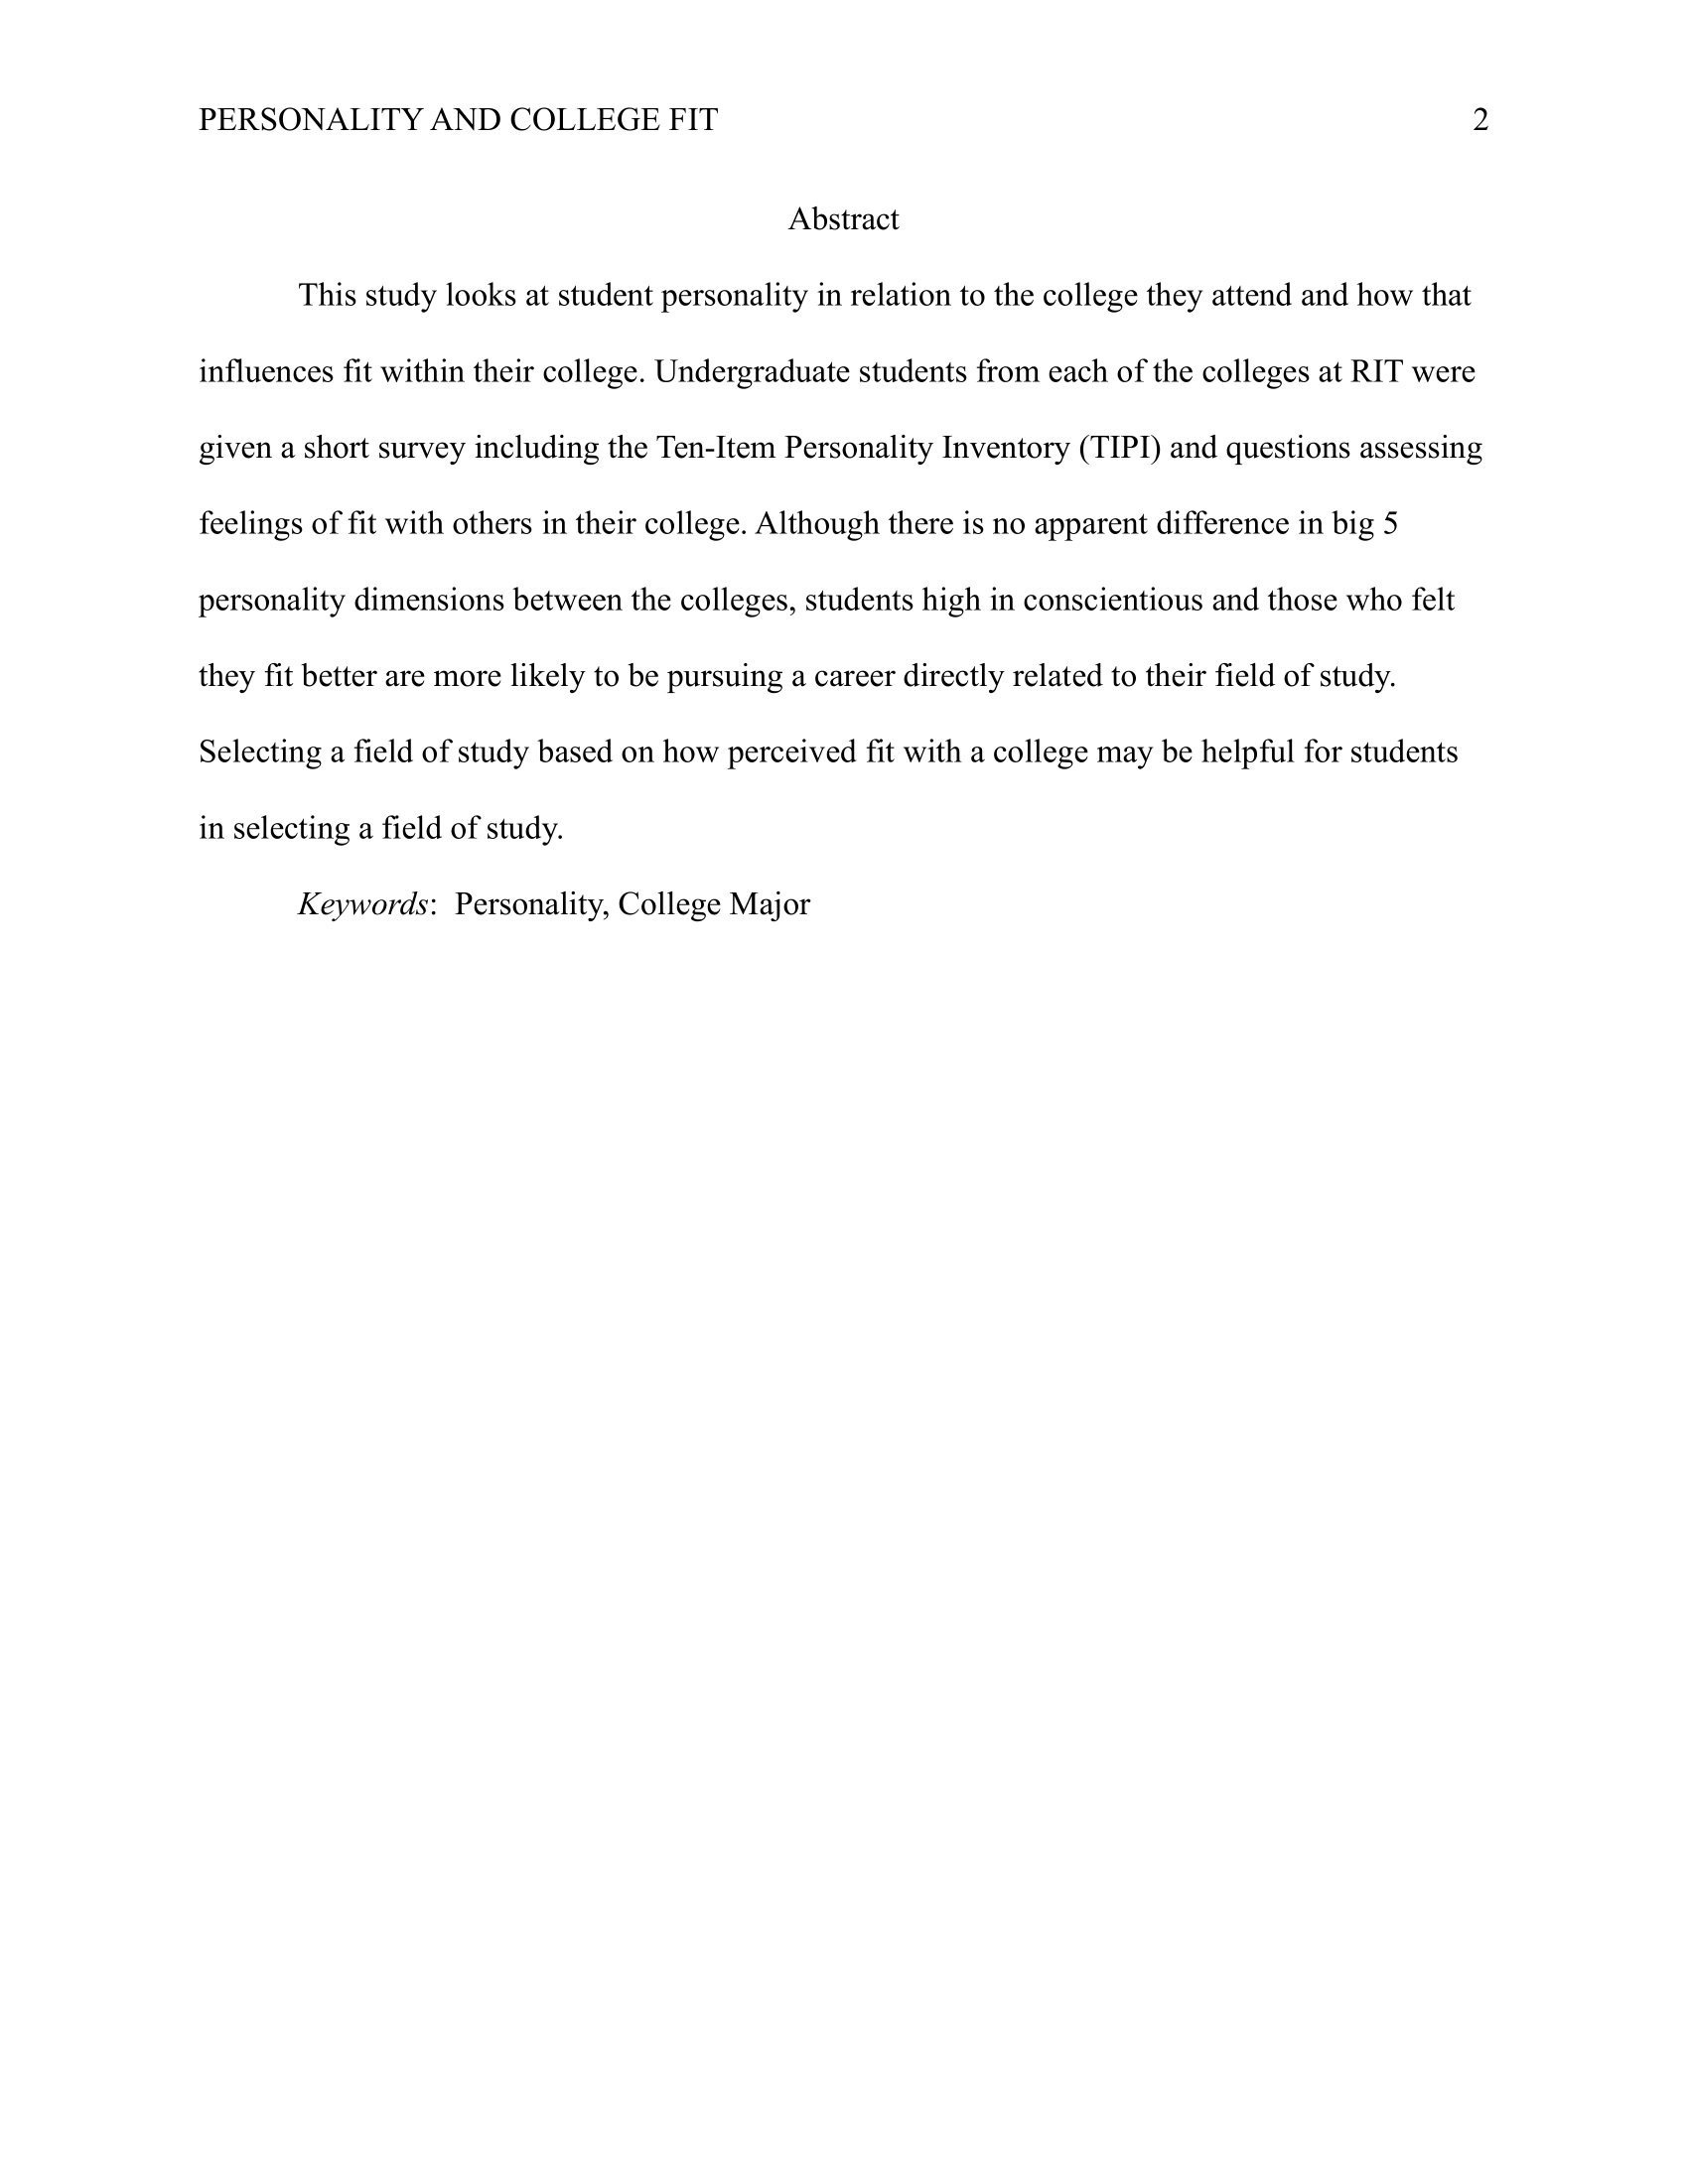 PERSONALITY AND COLLEGE FIT 2
Abstract
This study looks at student personality in relation to the college they attend and how that
influences fit within their college. Undergraduate students from each of the colleges at RIT were
given a short survey including the Ten-Item Personality Inventory (TIPI) and questions assessing
feelings of fit with others in their college. Although there is no apparent difference in big 5
personality dimensions between the colleges, students high in conscientious and those who felt
they fit better are more likely to be pursuing a career directly related to their field of study.
Selecting a field of study based on how perceived fit with a college may be helpful for students
in selecting a field of study.
Keywords: Personality, College Major